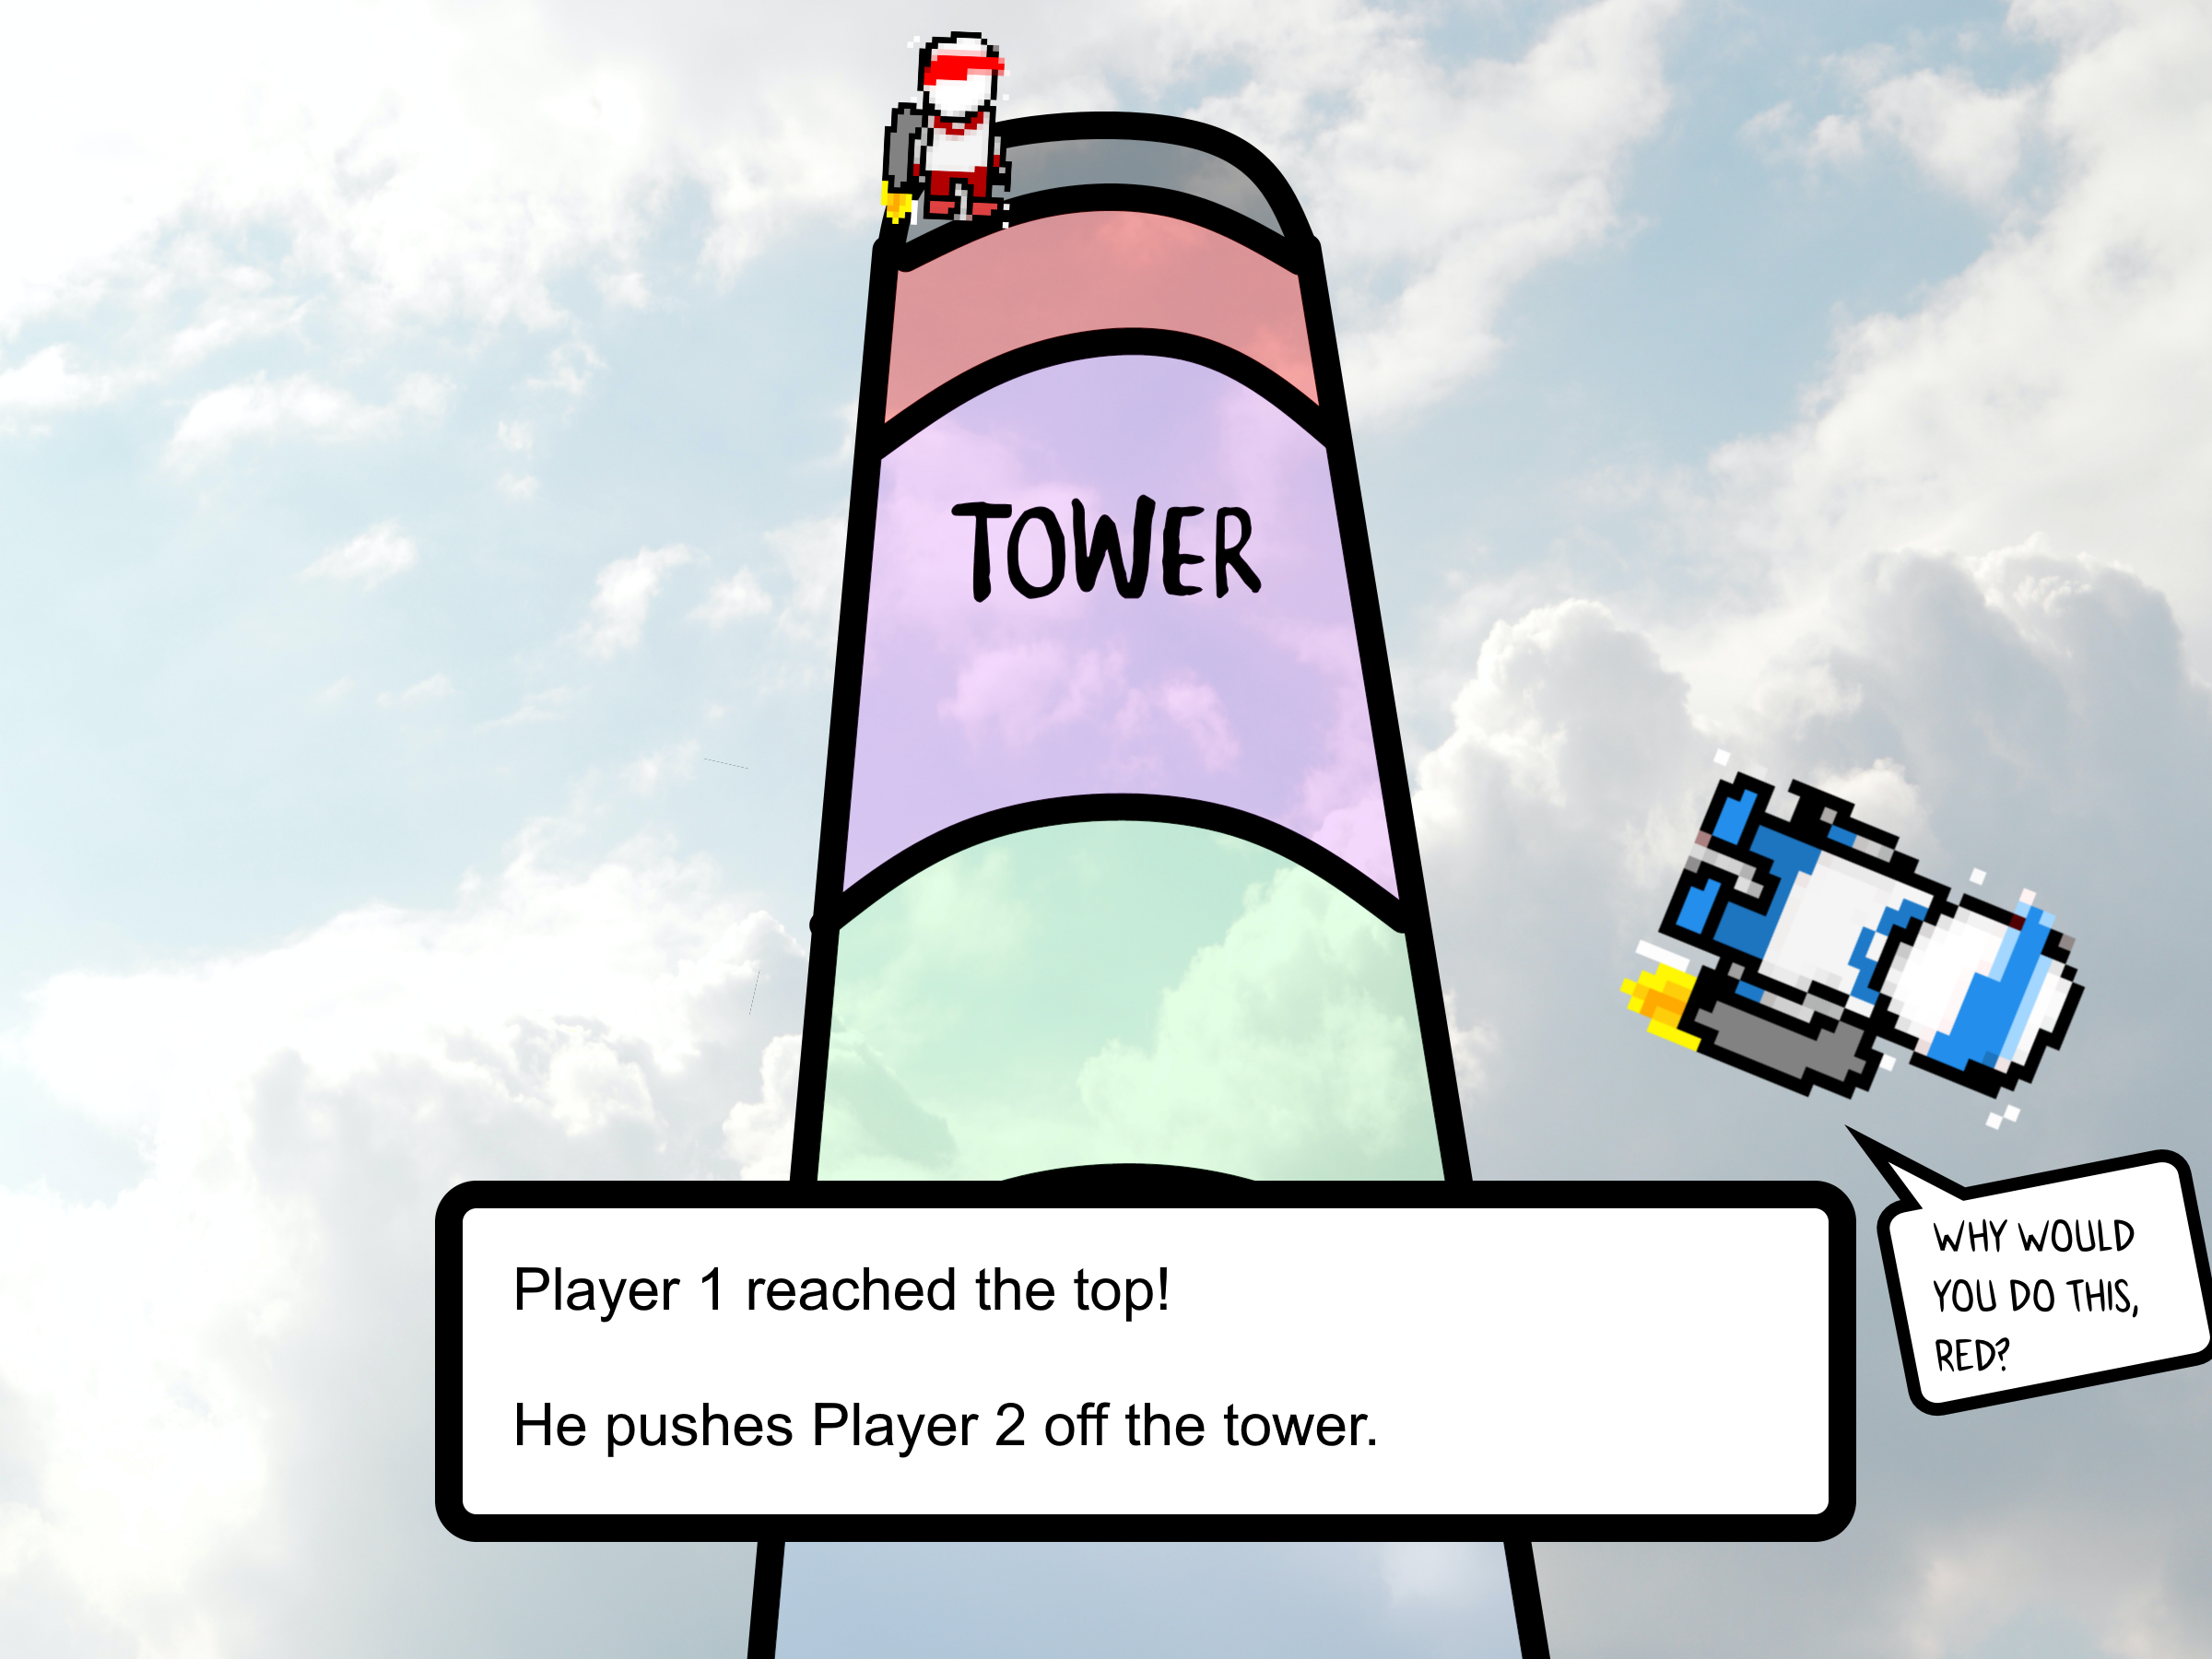 TOWER
Player 1 reached the top!
He pushes Player 2 off the tower.
WHY WOULD
YOU DO THIS,
RED?